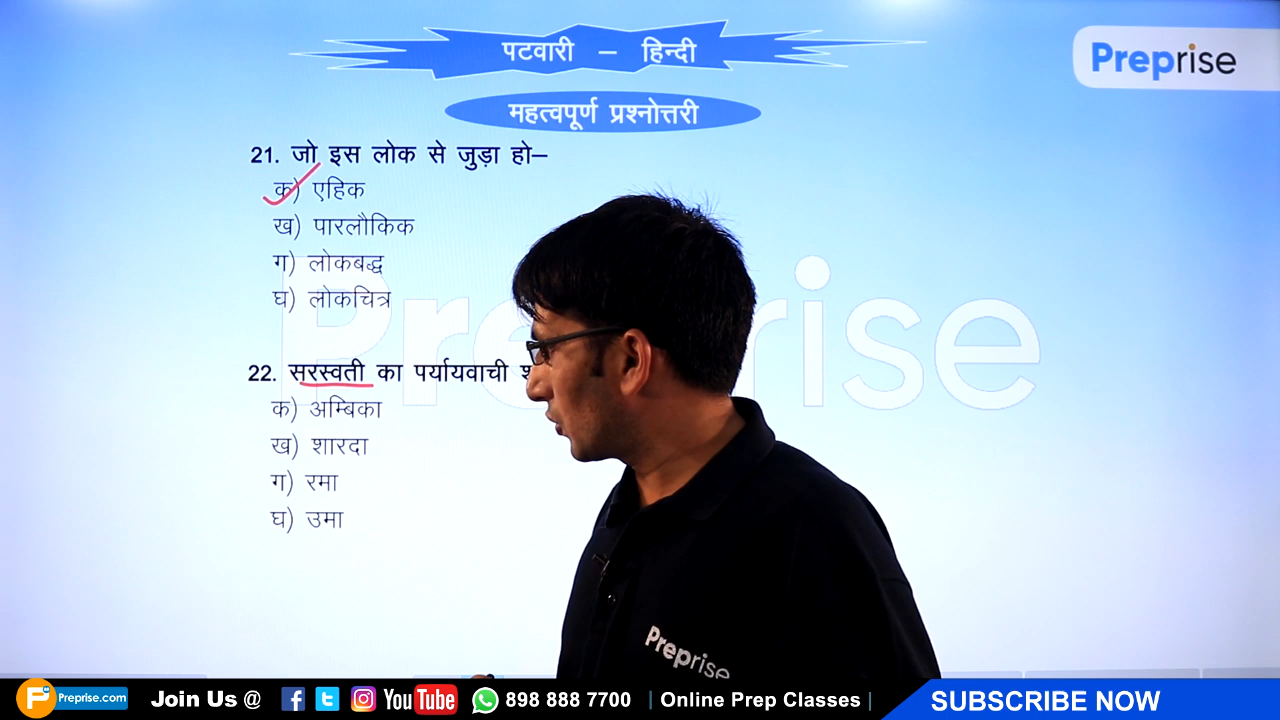 पटवारी – हिन्दी
Preprise
महत्वपूर्ण प्रश्नोत्तरी
21. जो इस लोक से जुड़ा हो–
क) एहिक
ख) पारलौकिक
ग) लोकबद्ध
घ) लोकचित्र
22. सरस्वती का पर्यायवाची
क) अम्बिका
ख) शारदा
ग) रमा
घ) उमा
Preprise
Preprise.com Join Us @ YouTube 898 888 7700 | Online Prep Classes | SUBSCRIBE NOW